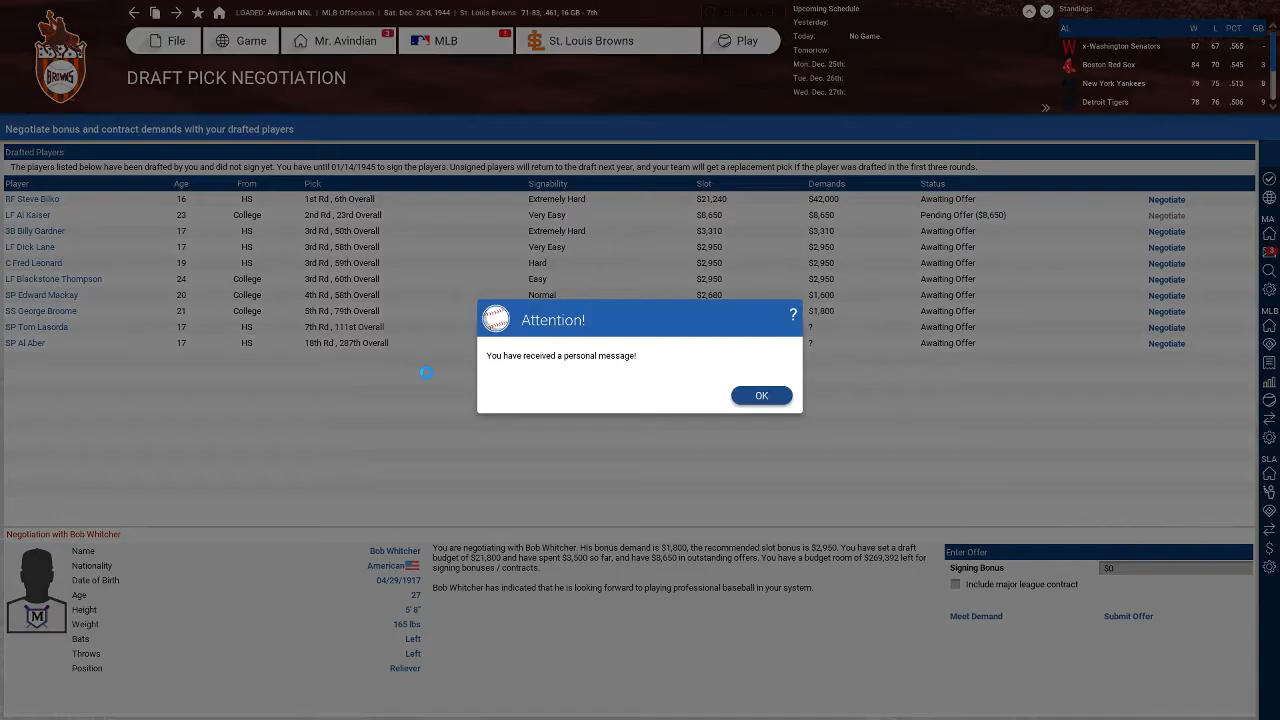 LOADED: Avindian NNL | MLB Offseason | Sat. Dec. 23rd, 1944 | St. Louis Browns 71-83, .461, 16 GB - 7th
File Game Mr. Avindian 3 MLB ! St. Louis Browns Play
BROWNS
DRAFT PICK NEGOTIATION
Upcoming Schedule
Yesterday:
Today: No Game.
Tomorrow:
Mon. Dec. 25th:
Tue. Dec. 26th:
Wed. Dec. 27th:
Standings
AL W L PCT GB
x-Washington Senators 87 67 .565 -
Boston Red Sox 84 70 .545 3
New York Yankees 79 75 .513 8
Detroit Tigers 78 76 .506 9
Negotiate bonus and contract demands with your drafted players
Drafted Players
The players listed below have been drafted by you and did not sign yet. You have until 01/14/1945 to sign the players. Unsigned players will return to the draft next year, and your team will get a replacement pick if the player was drafted in the first three rounds.
Player Age From Pick Signability Slot Demands Status
RF Steve Bilko 16 HS 1st Rd , 6th Overall Extremely Hard $21,240 $42,000 Awaiting Offer Negotiate
LF Al Kaiser 23 College 2nd Rd , 23rd Overall Very Easy $8,650 $8,650 Pending Offer ($8,650) Negotiate
3B Billy Gardner 17 HS 3rd Rd , 50th Overall Extremely Hard $3,310 $3,310 Awaiting Offer Negotiate
LF Dick Lane 17 HS 3rd Rd , 58th Overall Very Easy $2,950 $2,950 Awaiting Offer Negotiate
C Fred Leonard 17 HS 3rd Rd , 59th Overall Hard $2,950 $2,950 Awaiting Offer Negotiate
LF Blackstone Thompson 24 College 3rd Rd , 60th Overall Easy $2,950 $2,950 Awaiting Offer Negotiate
SP Edward Mackay 20 College 4th Rd , 58th Overall Normal $2,680 $1,600 Awaiting Offer Negotiate
SS George Broome 21 College 5th Rd , 79th Overall $1,800 Awaiting Offer Negotiate
SP Tom Lasorda 17 HS 7th Rd , 111st Overall ? Awaiting Offer Negotiate
SP Al Aber 17 HS 18th Rd , 287th Overall ? Awaiting Offer Negotiate
Attention! ?
You have received a personal message!
OK
MA
3
MLB
SLA
Negotiation with Bob Whitcher
M
Name Bob Whitcher
Nationality American
Date of Birth 04/29/1917
Age 27
Height 5' 8"
Weight 165 lbs
Bats Left
Throws Left
Position Reliever
You are negotiating with Bob Whitcher. His bonus demand is $1,800, the recommended slot bonus is $2,950. You have set a draft
budget of $21,800 and have spent $3,500 so far, and have $8,650 in outstanding offers. You have a budget room of $269,392 left for
signing bonuses / contracts.
Bob Whitcher has indicated that he is looking forward to playing professional baseball in your system.
Enter Offer
Signing Bonus $0
Include major league contract
Meet Demand Submit Offer